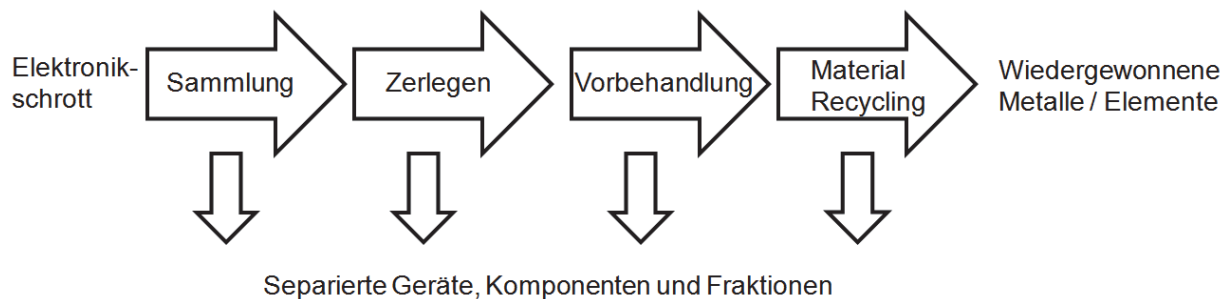 Elektronik-
schrott
Sammlung
Zerlegen
Vorbehandlung
Material
Recycling
Wiedergewonnene
Metalle / Elemente
Separierte Geräte, Komponenten und Fraktionen